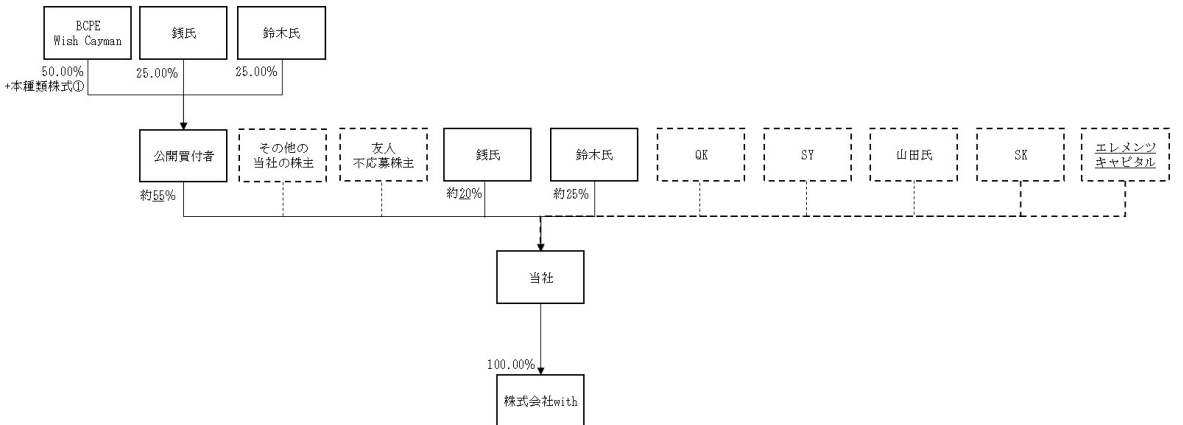 BCPE
Wish Cayman
銭氏
鈴木氏
50.00%
+本種類株式①
25.00%
25.00%
公開買付者
その他の
当社の株主
友人
不応募株主
銭氏
鈴木氏
QK
SY
山田氏
SK
エレメンツ
キャピタル
約55%
約20%
約25%
当社
100.00%
株式会社with